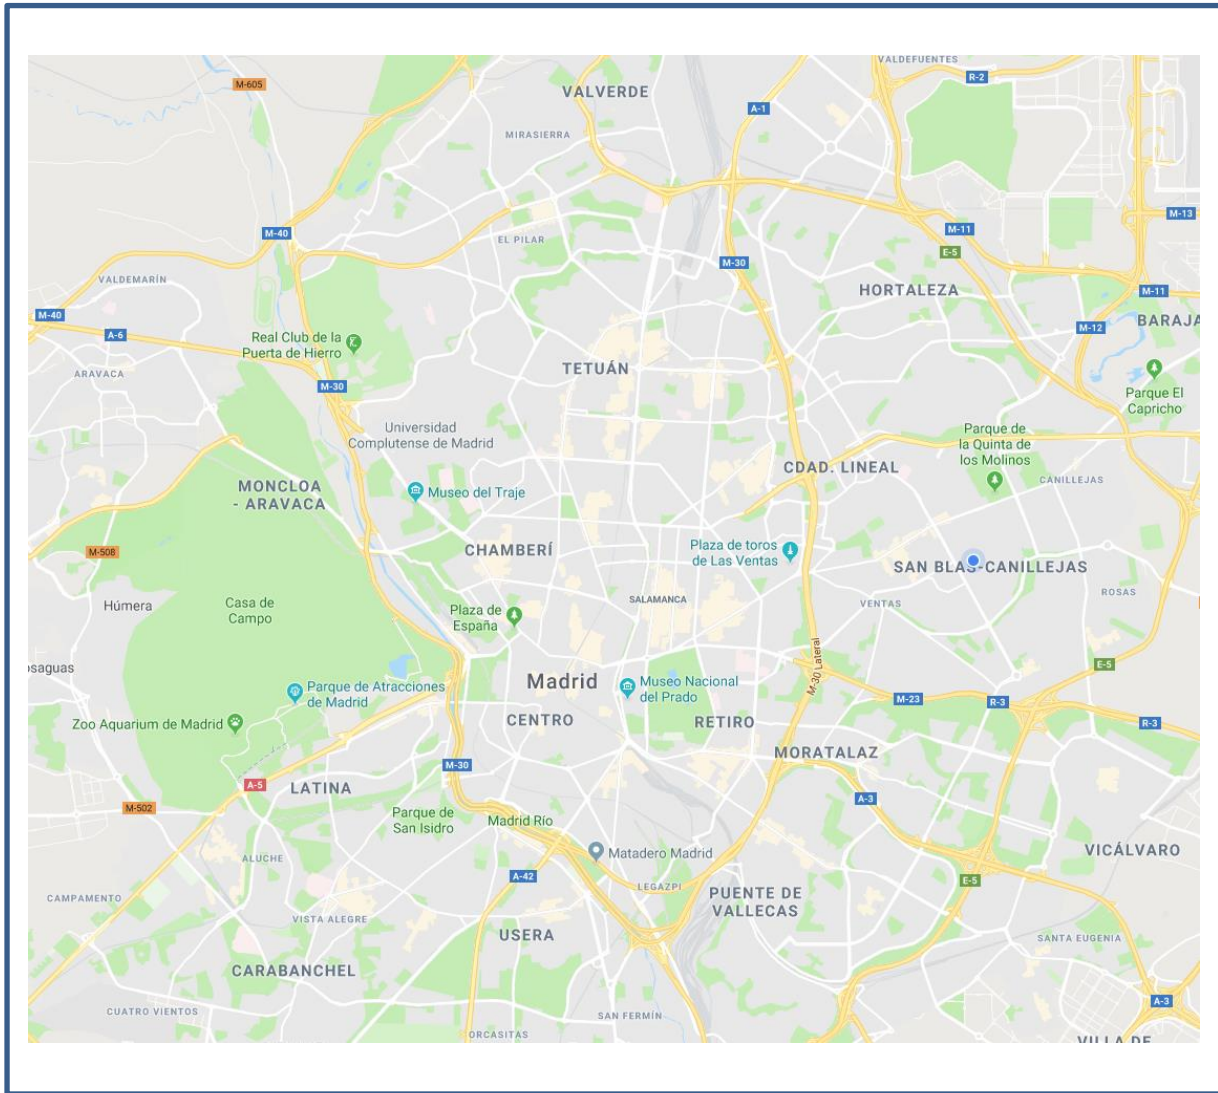 VALDEFUENTES
R-2
M-605
VALVERDE
A-1
MIRASIERRA
M-13
M-40
EL PILAR
M-11
E-5
M-30
VALDEMARÍN
HORTALEZA
M-11
M-40
A-6
M-12
BARAJA
Real Club de la
Puerta de Hierro
TETUÁN
ARAVACA
M-30
Parque El
Capricho
Universidad
Complutense de Madrid
Parque de
la Quinta de
los Molinos
CDAD. LINEAL
CANILLEJAS
MONCLOA
- ARAVACA
Museo del Traje
M-508
CHAMBERÍ
Plaza de toros
de Las Ventas
SAN BLAS-CANILLEJAS
ROSAS
Húmera
Casa de
Campo
Plaza de
España
SALAMANCA
VENTAS
M-30 Lateral
osaguas
E-5
Madrid
Museo Nacional
del Prado
Parque de Atracciones
de Madrid
M-23
R-3
Zoo Aquarium de Madrid
CENTRO
RETIRO
R-3
MORATALAZ
M-30
A-5
LATINA
A-3
M-502
Parque de
San Isidro
Madrid Río
Matadero Madrid
VICÁLVARO
ALUCHE
A-42
LEGAZPI
E-5
CAMPAMENTO
PUENTE DE
VALLECAS
VISTA ALEGRE
USERA
SANTA EUGENIA
CARABANCHEL
A-3
CUATRO VIENTOS
SAN FERMÍN
ORCASITAS
VILLA DE